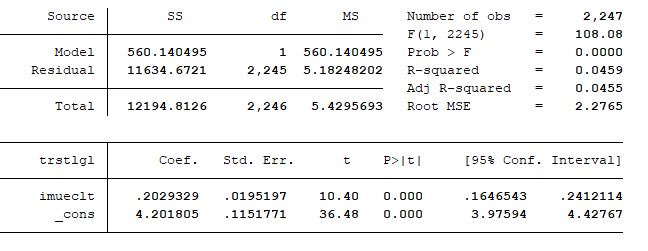 Source SS df MS Number of obs = 2,247
F(1, 2245) = 108.08
Model 560.140495 1 560.140495 Prob > F = 0.0000
Residual 11634.6721 2,245 5.18248202 R-squared = 0.0459
Adj R-squared = 0.0455
Total 12194.8126 2,246 5.4295693 Root MSE = 2.2765
trstlgl Coef. Std. Err. t P>|t| [95% Conf. Interval]
imueclt .2029329 .0195197 10.40 0.000 .1646543 .2412114
_cons 4.201805 .1151771 36.48 0.000 3.97594 4.42767